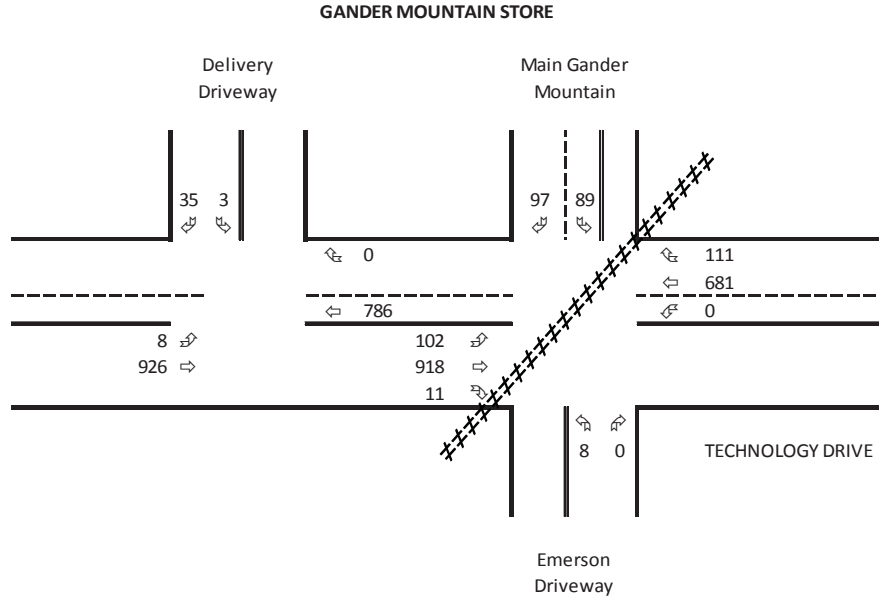 GANDER MOUNTAIN STORE
Delivery
Driveway
Main Gander
Mountain
35 3
97 89
0
111
681
786
0
8
926
102
918
11
8 0
TECHNOLOGY DRIVE
Emerson
Driveway